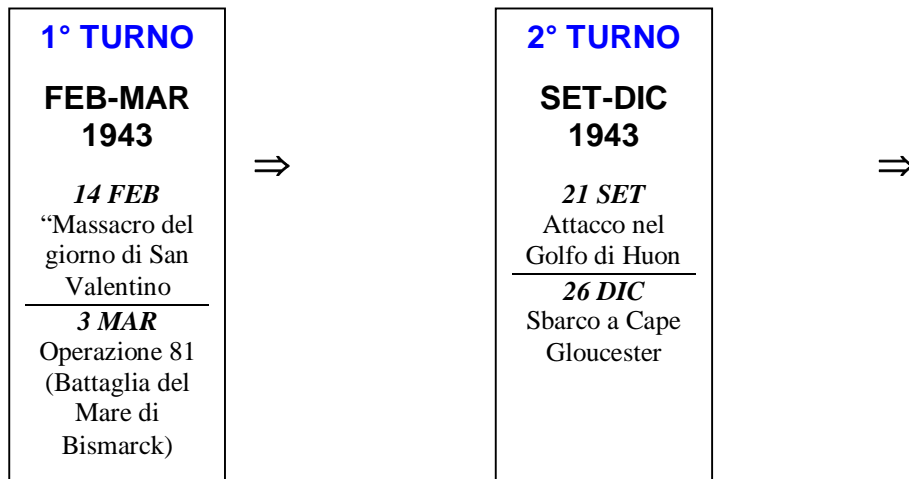 1° TURNO
FEB-MAR
1943
14 FEB
“Massacro del
giorno di San
Valentino
3 MAR
Operazione 81
(Battaglia del
Mare di
Bismarck)
⇒
2° TURNO
SET-DIC
1943
21 SET
Attacco nel
Golfo di Huon
26 DIC
Sbarco a Cape
Gloucester
⇒